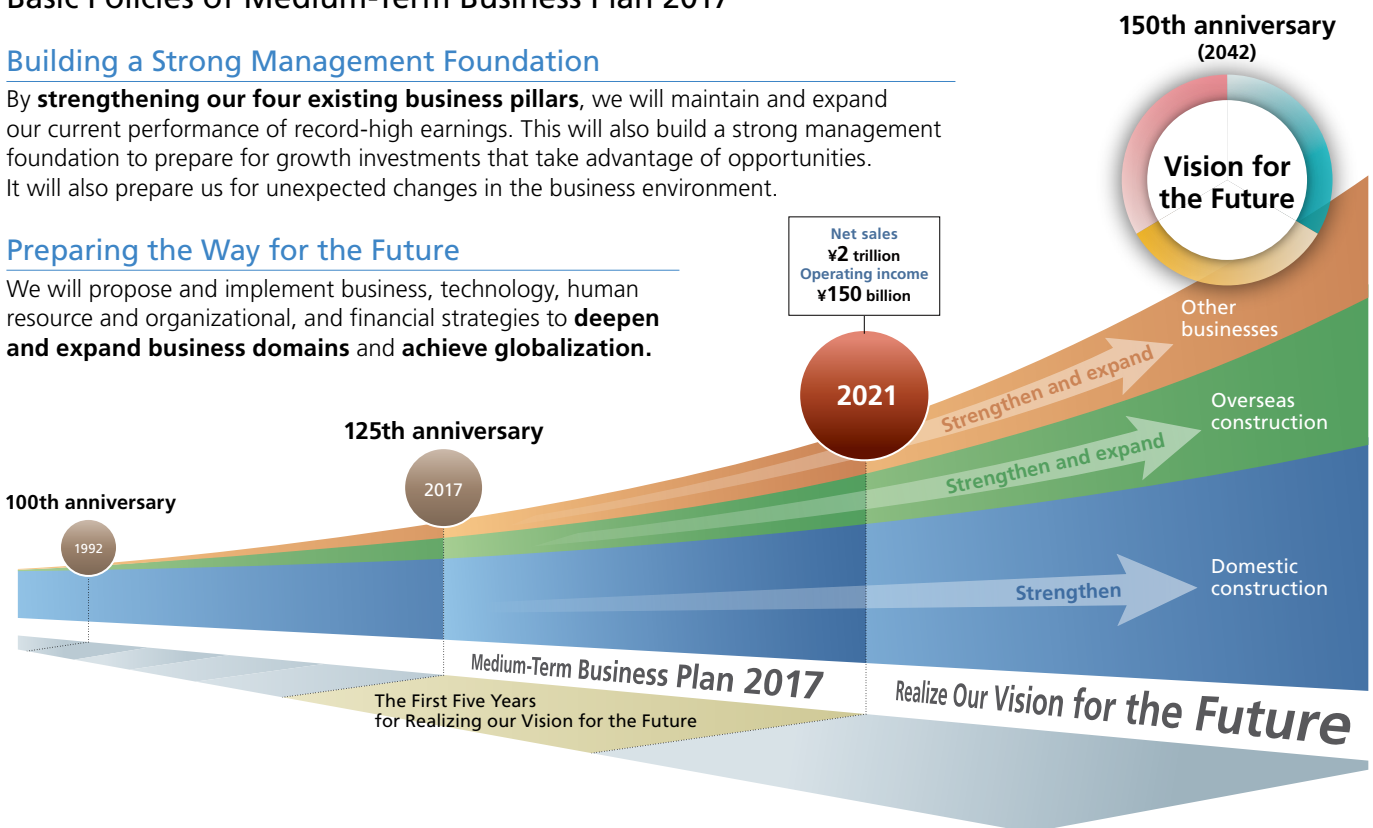 Basic Policies of Medium-Term Business Plan 2017
Building a Strong Management Foundation
By strengthening our four existing business pillars, we will maintain and expand
our current performance of record-high earnings. This will also build a strong management
foundation to prepare for growth investments that take advantage of opportunities.
It will also prepare us for unexpected changes in the business environment.
Preparing the Way for the Future
We will propose and implement business, technology, human
resource and organizational, and financial strategies to deepen
and expand business domains and achieve globalization.
150th anniversary
(2042)
Vision for
the Future
Net sales
¥2 trillion
Operating income
¥150 billion
2021
125th anniversary
2017
100th anniversary
1992
Other
businesses
Strengthen and expand
Overseas
construction
Strengthen and expand
Domestic
construction
Strengthen
Medium-Term Business Plan 2017
Realize Our Vision for the Future
The First Five Years
for Realizing our Vision for the Future